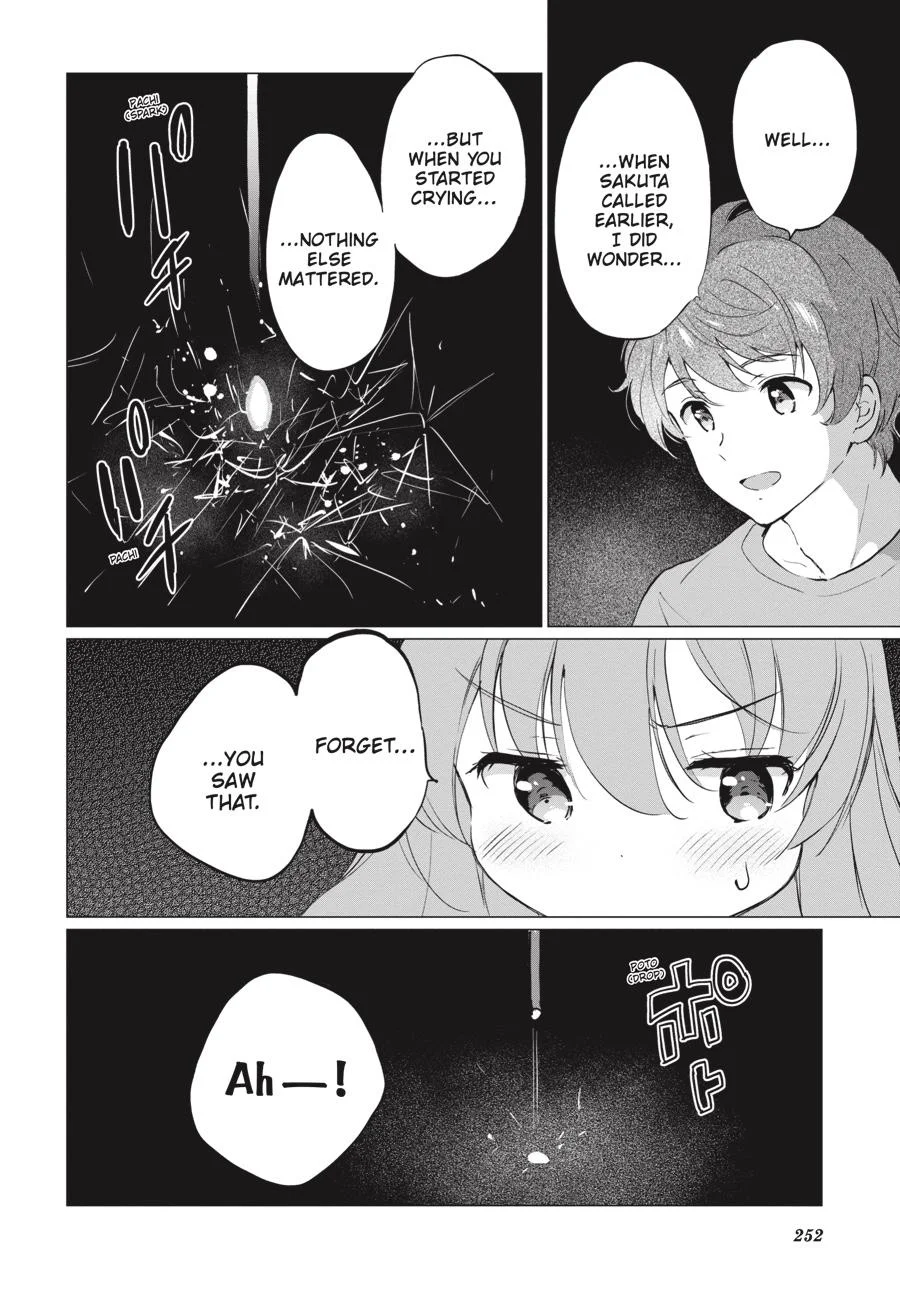 WELL...
...WHEN
SAKUTA
CALLED
EARLIER,
I DID
WONDER...
...BUT
WHEN YOU
STARTED
CRYING...
...NOTHING
ELSE
MATTERED.
PACHI
(SPARK)
パチ
パチ
PACHI
FORGET...
...YOU
SAW
THAT.
POTO
(DROP)
ポト
Ah—!
252